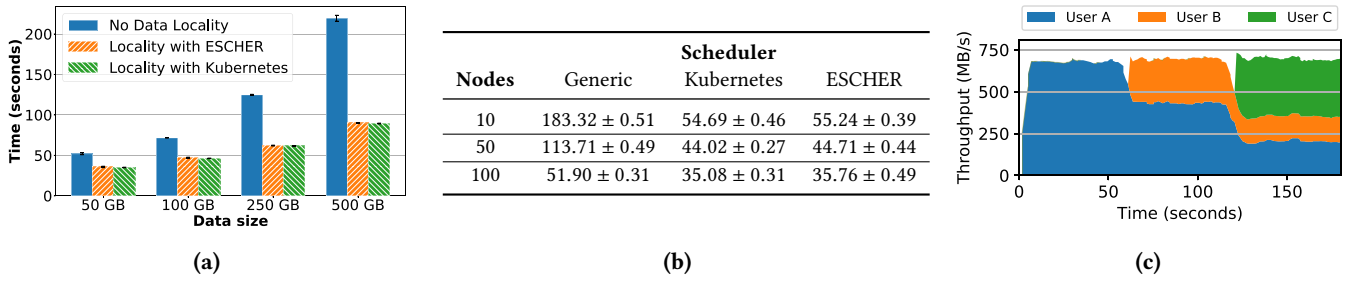 No Data Locality
Locality with ESCHER
Locality with Kubernetes
Time (seconds)
200
150
100
50
0
50 GB 100 GB 250 GB 500 GB
Data size
(a)
Scheduler
Nodes Generic Kubernetes ESCHER
10 183.32 ± 0.51 54.69 ± 0.46 55.24 ± 0.39
50 113.71 ± 0.49 44.02 ± 0.27 44.71 ± 0.44
100 51.90 ± 0.31 35.08 ± 0.31 35.76 ± 0.49
(b)
User A User B User C
Throughput (MB/s)
750
500
250
0
0 50 100 150
Time (seconds)
(c)